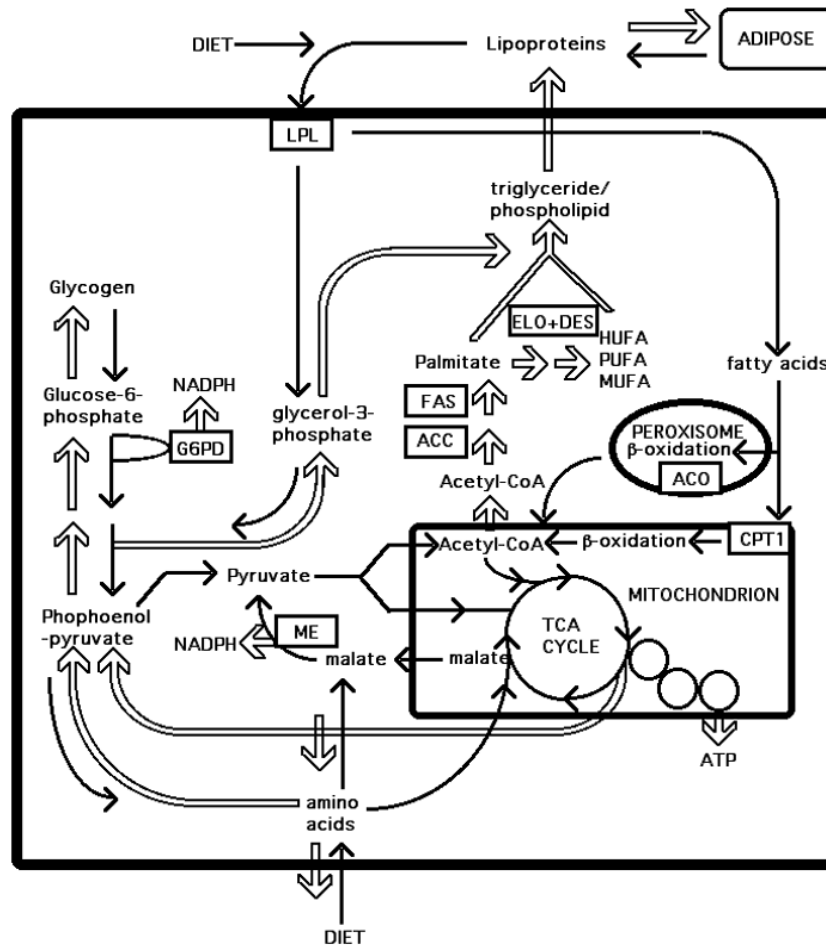 DIET
Lipoproteins
ADIPOSE
LPL
triglyceride/
phospholipid
Glycogen
ELO+DES
HUFA
PUFA
MUFA
Palmitate
fatty acids
NADPH
Glucose-6-
phosphate
FAS
glycerol-3-
phosphate
G6PD
ACC
PEROXISOME
β-oxidation
ACO
Acetyl-CoA
Acetyl-CoA
β-oxidation
CPT1
Pyruvate
MITOCHONDRION
Phophoenol
-pyruvate
TCA
CYCLE
ME
NADPH
malate
malate
ATP
amino
acids
DIET